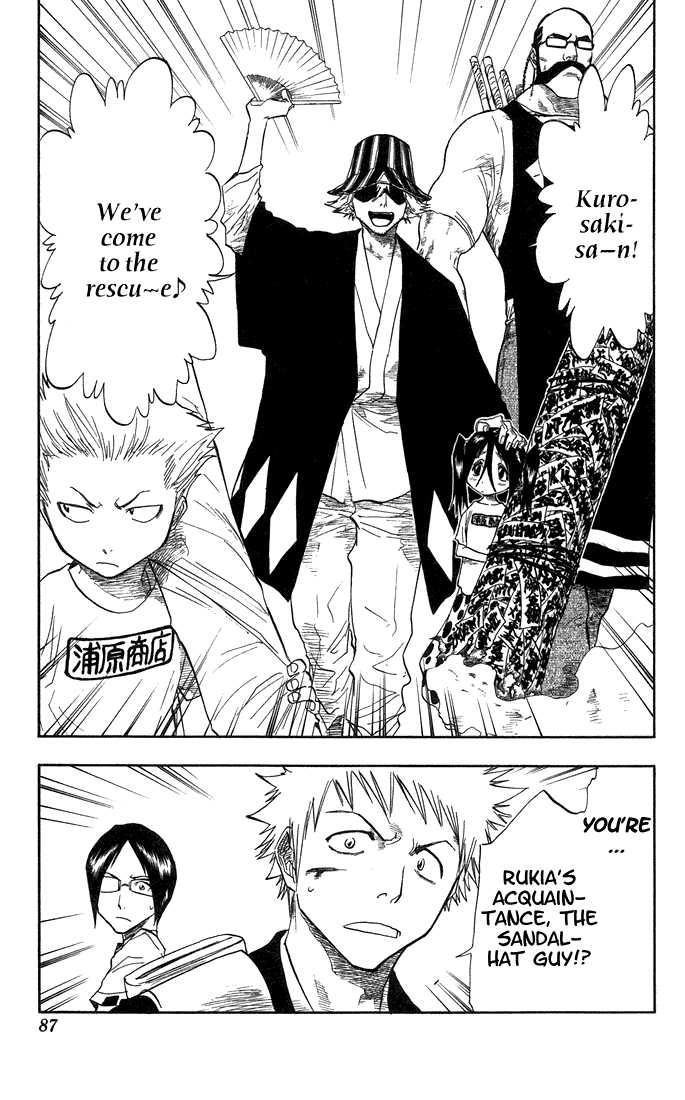 Kuro-
saki-
sa—n!
We've
come
to the
rescu~~e♪
浦原商店
YOU'RE
...
RUKIA'S
ACQUAIN-
TANCE, THE
SANDAL-
HAT GUY!?
87